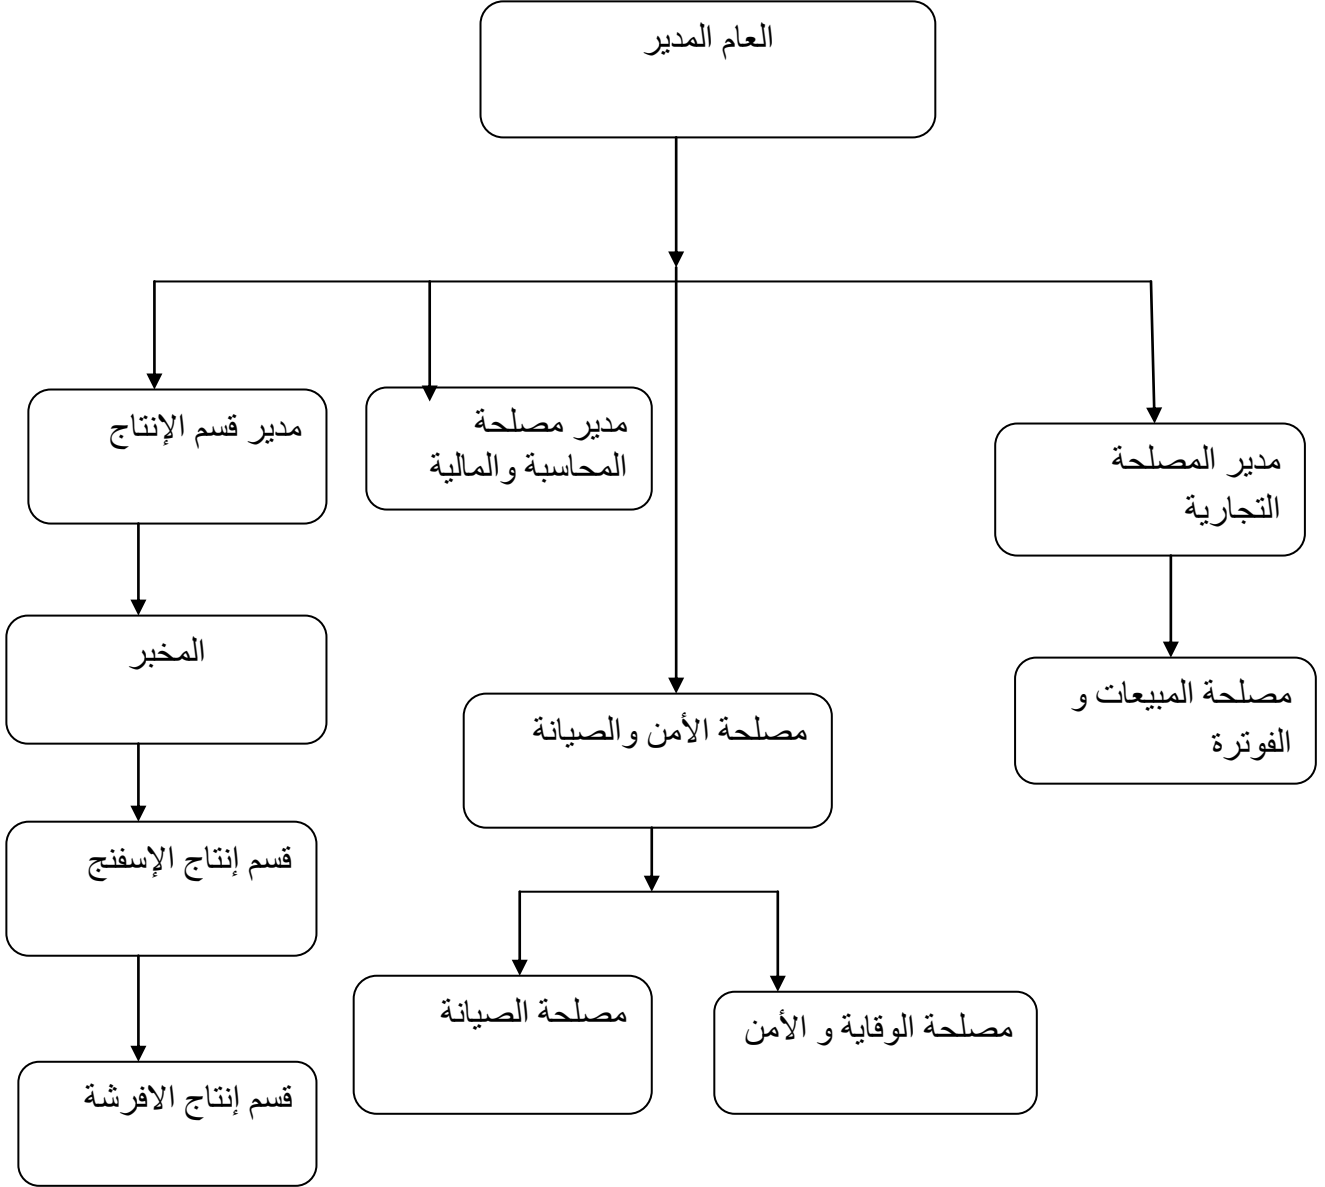 العام المدير
مدير المصلحة
التجارية
مدير مصلحة
المحاسبة والمالية
مدير قسم الإنتاج
مصلحة المبيعات و
الفوترة
مصلحة الأمن والصيانة
المخبر
قسم إنتاج الإسفنج
مصلحة الوقاية و الأمن
مصلحة الصيانة
قسم إنتاج الافرشة